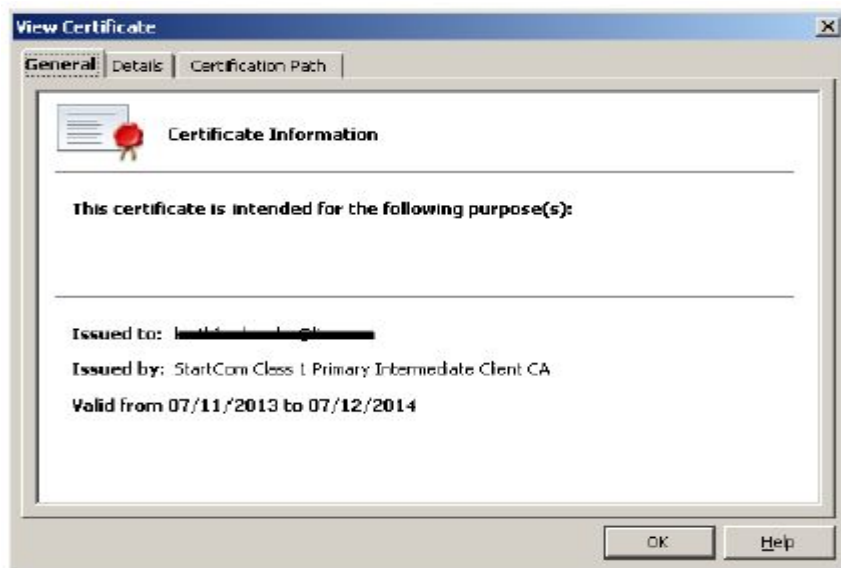 View Certificate
General Details Certification Path
Certificate Information
This certificate is intended for the following purpose(s):
Issued to:
Issued by: StartCom Class 1 Primary Intermediate Client CA
Valid from 07/11/2013 to 07/12/2014
OK Help